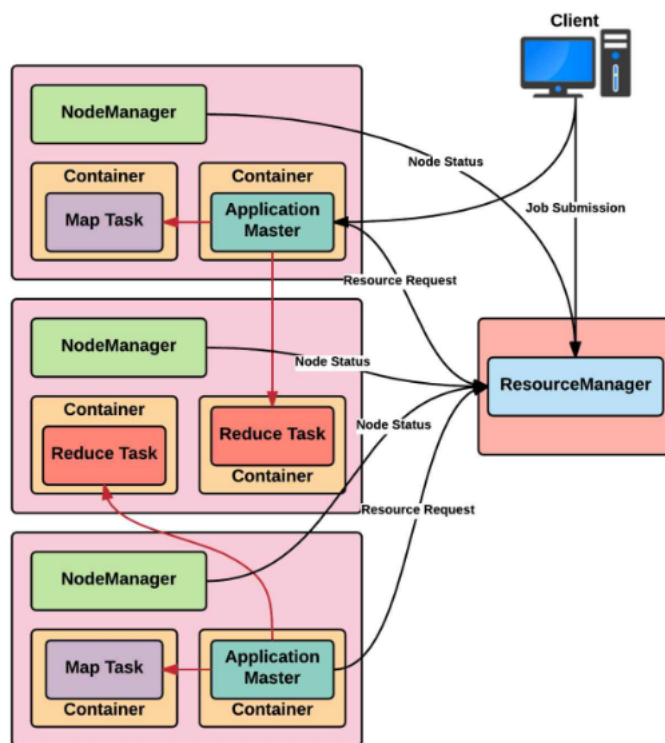 Client
NodeManager
Node Status
Container
Container
Map Task
Application
Master
Job Submission
Resource Request
NodeManager
Node Status
ResourceManager
Container
Reduce Task
Node Status
Reduce Task
Container
Resource Request
NodeManager
Map Task
Application
Master
Container
Container